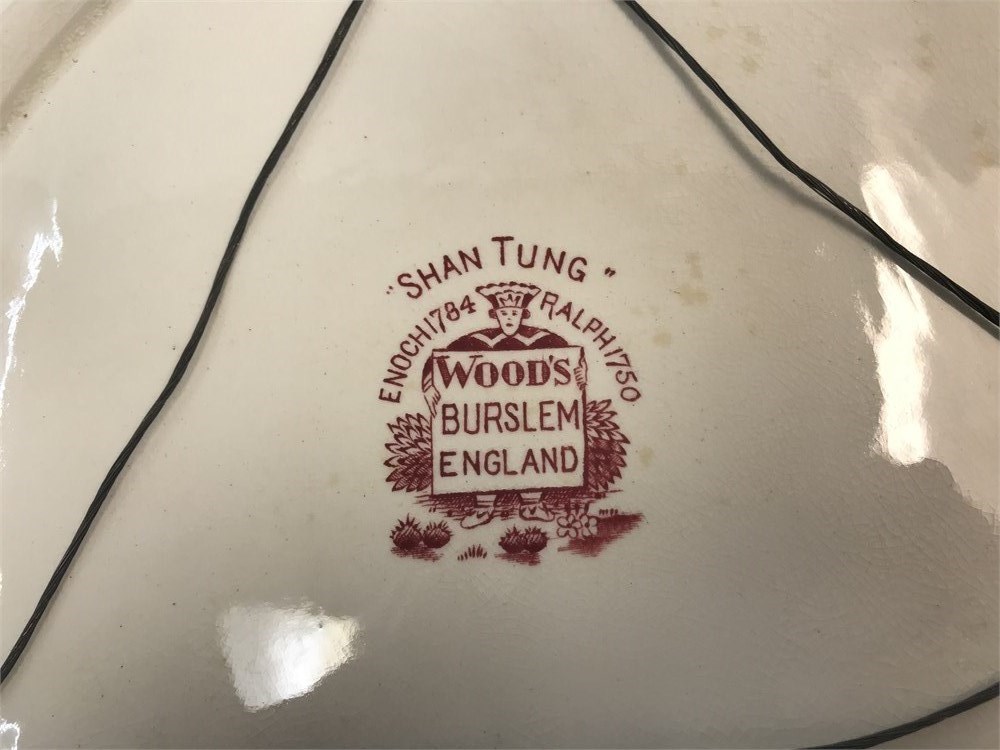 "SHAN TUNG"
ENOCH 1784 RALPH 1750
WOOD'S
BURSLEM
ENGLAND